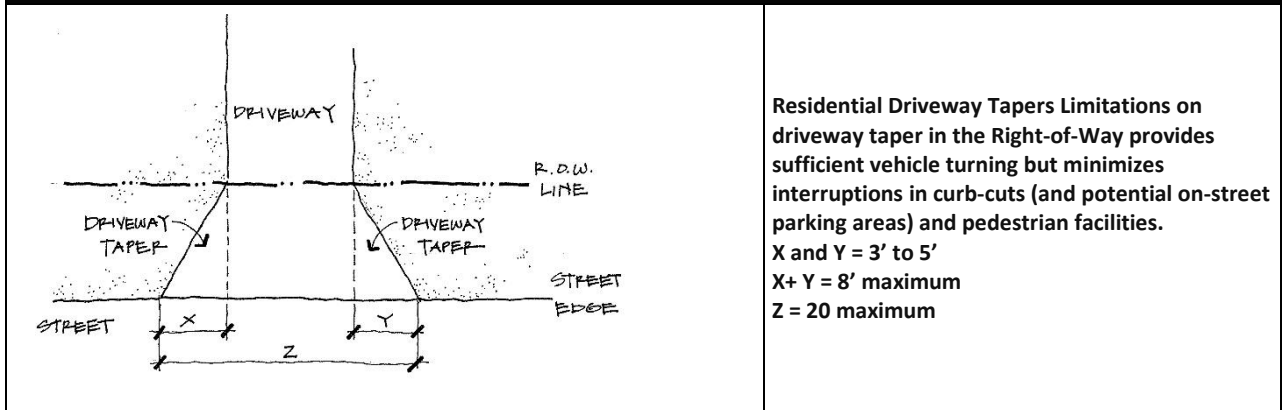 DRIVEWAY
R.O.W.
LINE
DRIVEWAY
TAPER
DRIVEWAY
TAPER
STREET
EDGE
STREET
X
Y
Z
Residential Driveway Tapers Limitations on
driveway taper in the Right-of-Way provides
sufficient vehicle turning but minimizes
interruptions in curb-cuts (and potential on-street
parking areas) and pedestrian facilities.
X and Y = 3’ to 5’
X+ Y = 8’ maximum
Z = 20 maximum